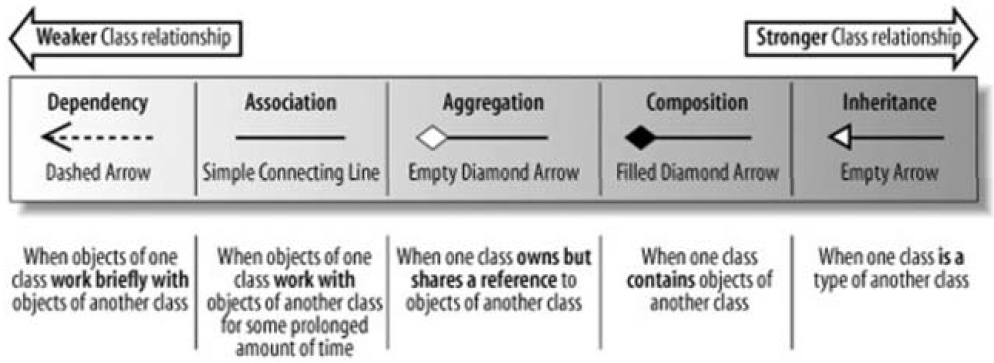 Weaker Class relationship
Stronger Class relationship
Dependency
Dashed Arrow
Association
Simple Connecting Line
Aggregation
Empty Diamond Arrow
Composition
Filled Diamond Arrow
Inheritance
Empty Arrow
When objects of one
class work briefly with
objects of another class
When objects of one
class work with
objects of another class
for some prolonged
amount of time
When one class owns but
shares a reference to
objects of another class
When one class
contains objects of
another class
When one class is a
type of another class